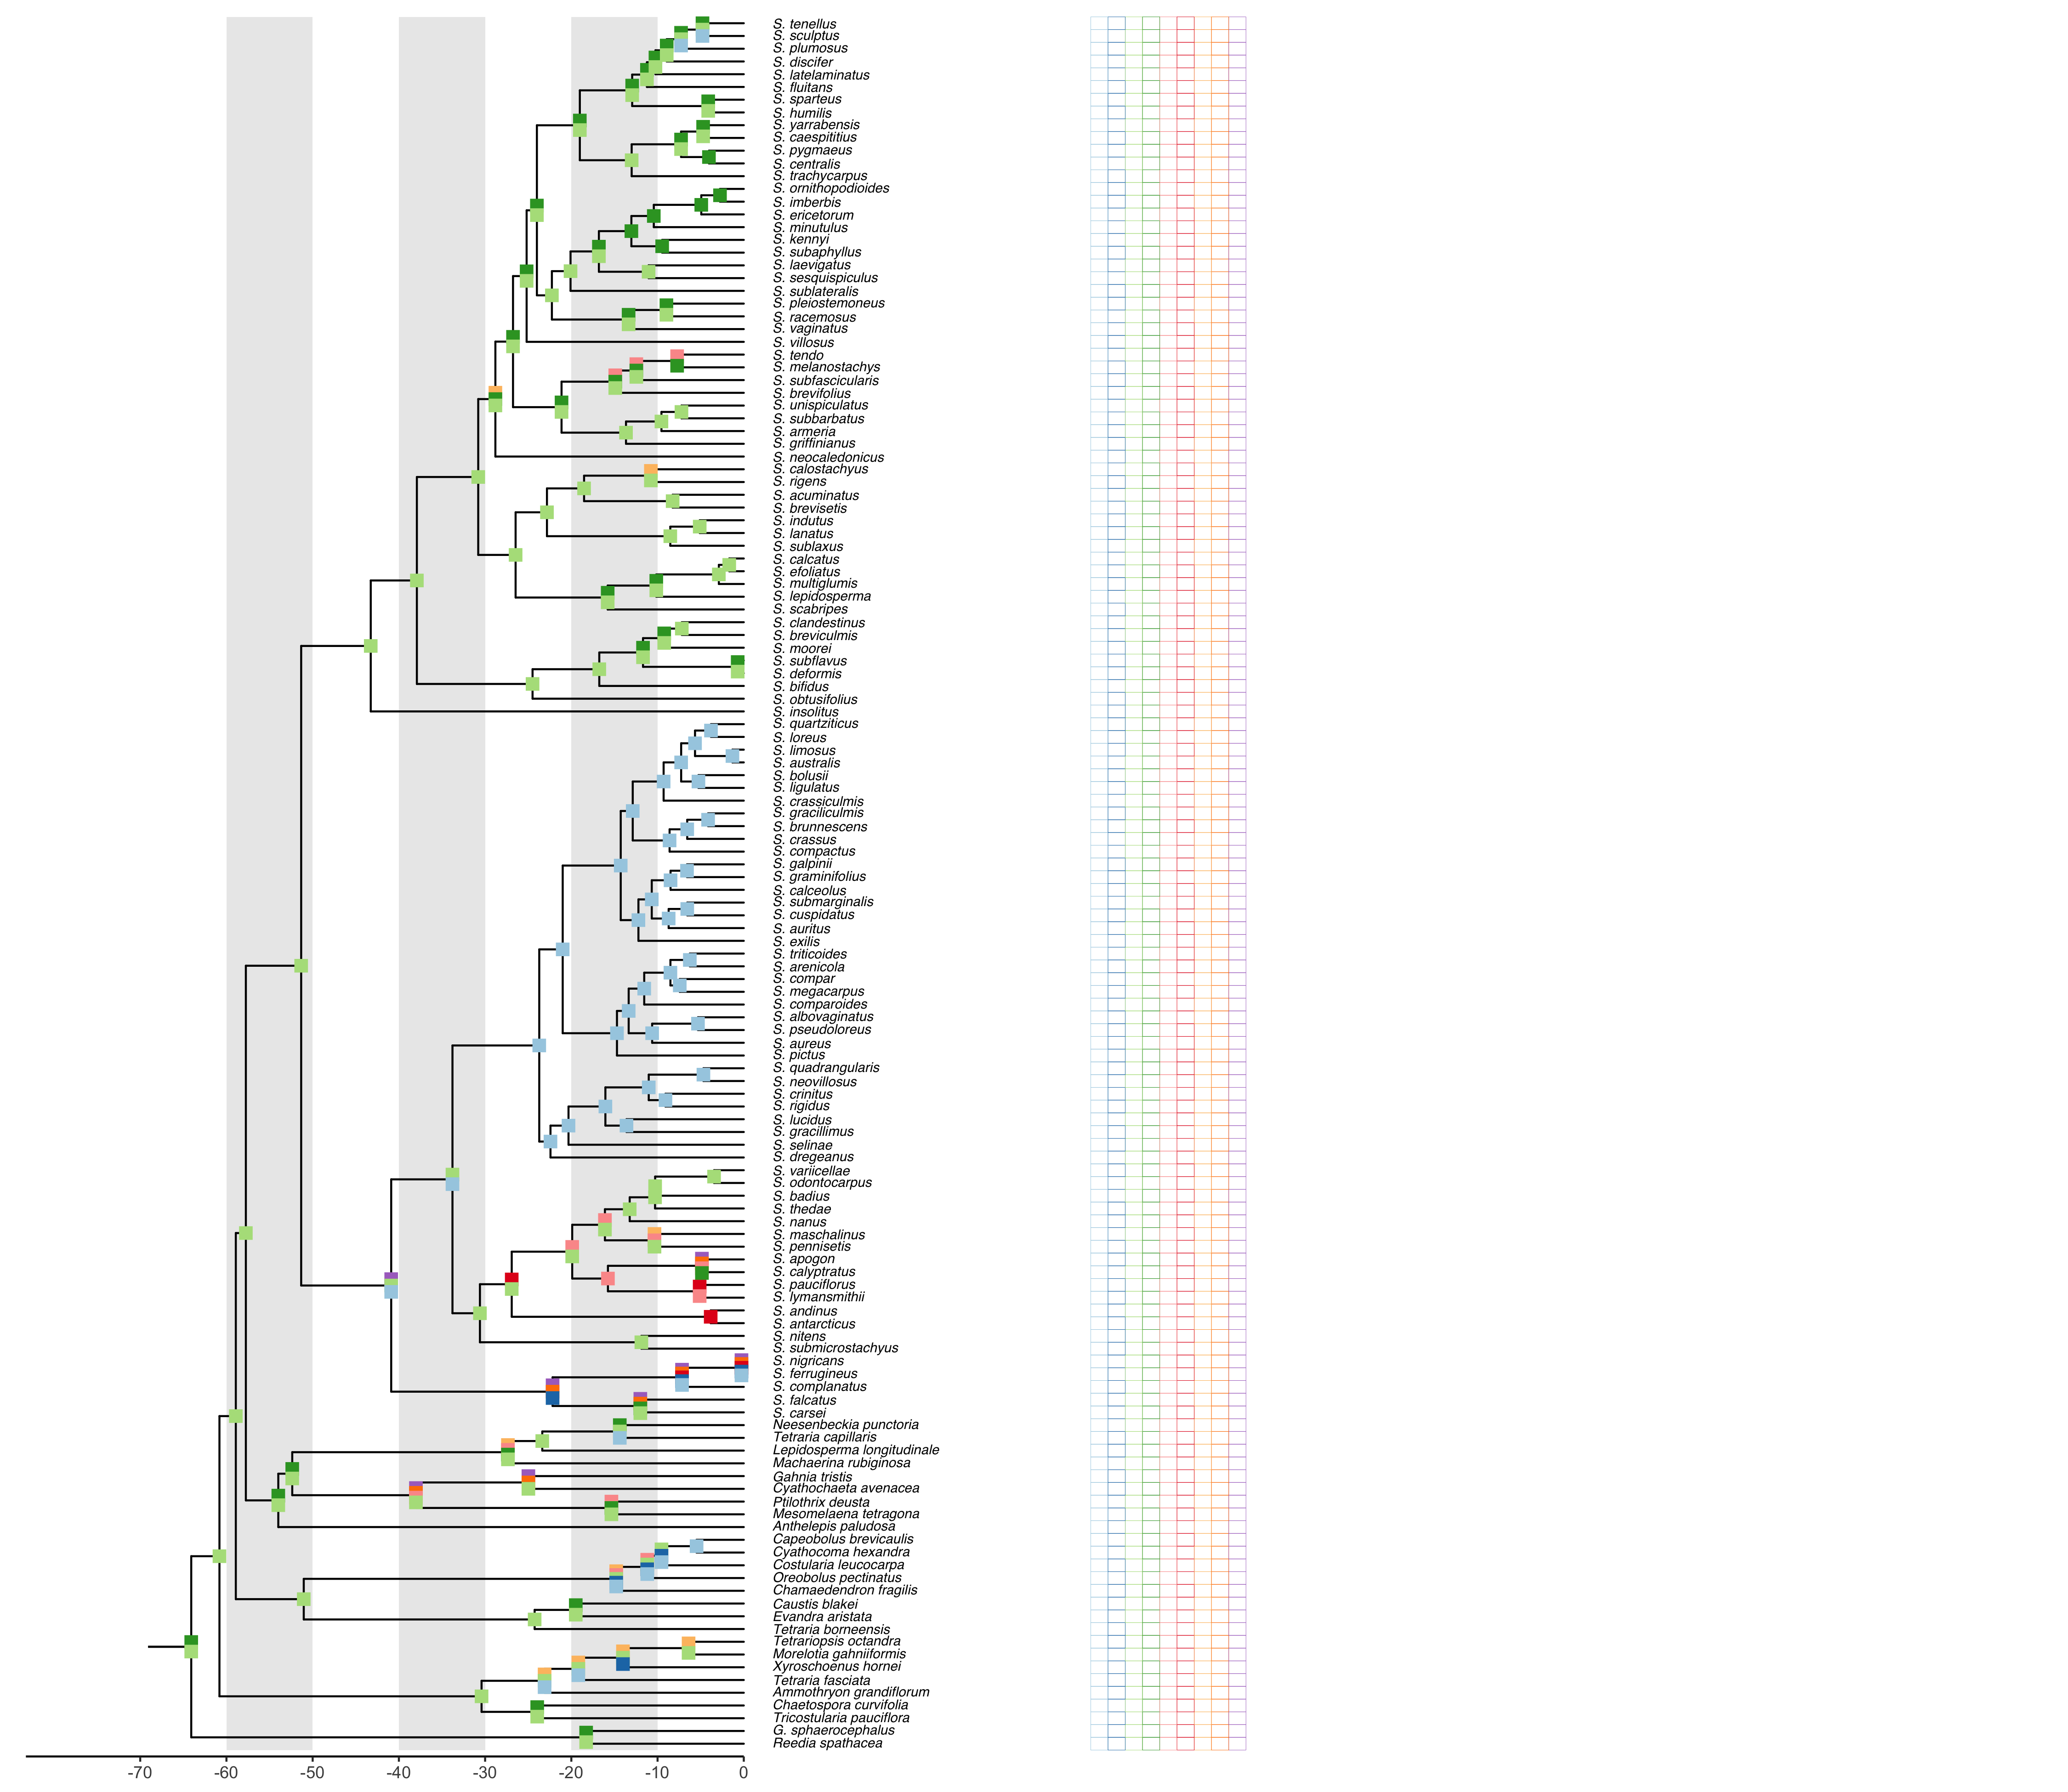 S. tenellus
S. sculptus
S. plumosus
S. discifer
S. latelaminatus
S. fluitans
S. sparteus
S. humilis
S. yarrabensis
S. caespititius
S. pygmaeus
S. centralis
S. trachycarpus
S. ornithopodioides
S. imberbis
S. ericetorum
S. minutulus
S. kennyi
S. subaphyllus
S. laevigatus
S. sesquispiculus
S. sublateralis
S. pleiostemoneus
S. racemosus
S. vaginatus
S. villosus
S. tendo
S. melanostachys
S. subfascicularis
S. brevifolius
S. unispiculatus
S. subbarbatus
S. armeria
S. griffinianus
S. neocaledonicus
S. calostachyus
S. rigens
S. acuminatus
S. brevisetis
S. indutus
S. lanatus
S. sublaxus
S. calcatus
S. efoliatus
S. multiglumis
S. lepidosperma
S. scabripes
S. clandestinus
S. breviculmis
S. moorei
S. subflavus
S. deformis
S. bifidus
S. obtusifolius
S. insolitus
S. quartziticus
S. loreus
S. limosus
S. australis
S. bolusii
S. ligulatus
S. crassiculmis
S. graciliculmis
S. brunnescens
S. crassus
S. compactus
S. galpinii
S. graminifolius
S. calceolus
S. submarginalis
S. cuspidatus
S. auritus
S. exilis
S. triticoides
S. arenicola
S. compar
S. megacarpus
S. comparoides
S. albovaginatus
S. pseudoloreus
S. aureus
S. pictus
S. quadrangularis
S. neovillosus
S. crinitus
S. rigidus
S. lucidus
S. gracillimus
S. selinae
S. dregeanus
S. variicellae
S. odontocarpus
S. badius
S. thedae
S. nanus
S. maschalinus
S. pennisetis
S. apogon
S. calyptratus
S. pauciflorus
S. lymansmithii
S. andinus
S. antarcticus
S. nitens
S. submicrostachyus
S. nigricans
S. ferrugineus
S. complanatus
S. falcatus
S. carsei
Neesenbeckia punctoria
Tetraria capillaris
Lepidosperma longitudinale
Machaerina rubiginosa
Gahnia tristis
Cyathochaeta avenacea
Ptilothrix deusta
Mesomelaena tetragona
Anthelepis paludosa
Capeobolus brevicaulis
Cyathocoma hexandra
Costularia leucocarpa
Oreobolus pectinatus
Chamaedendron fragilis
Caustis blakei
Evandra aristata
Tetraria borneensis
Tetrariopsis octandra
Morelotia gahniiformis
Xyroschoenus hornei
Tetraria fasciata
Ammothryon grandiflorum
Chaetospora curvifolia
Tricostularia pauciflora
G. sphaerocephalus
Reedia spathacea
-70 -60 -50 -40 -30 -20 -10 0